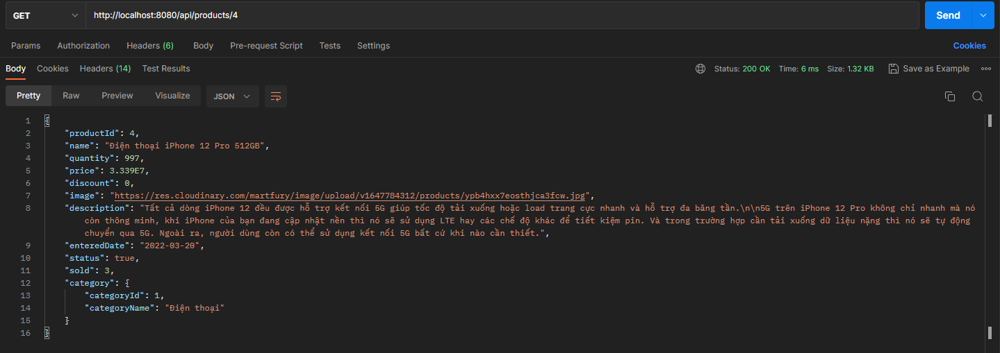 GET http://localhost:8080/api/products/4 Send
Params Authorization Headers (6) Body Pre-request Script Tests Settings Cookies
Body Cookies Headers (14) Test Results Status: 200 OK Time: 6 ms Size: 1.32 KB Save as Example
Pretty Raw Preview Visualize JSON
1 {
2 "productId": 4,
3 "name": "Điện thoại iPhone 12 Pro 512GB",
4 "quantity": 997,
5 "price": 3.339E7,
6 "discount": 0,
7 "image": "https://res.cloudinary.com/martfury/image/upload/v1647784312/products/ypb4hxx7eosthjca3fcw.jpg",
8 "description": "Tất cả dòng iPhone 12 đều được hỗ trợ kết nối 5G giúp tốc độ tải xuống hoặc load trang cực nhanh và hỗ trợ đa băng tần.\n\n5G trên iPhone 12 Pro không chỉ nhanh mà nó
còn thông minh, khi iPhone của bạn đang cập nhật nền thì nó sẽ sử dụng LTE hay các chế độ khác để tiết kiệm pin. Và trong trường hợp cần tải xuống dữ liệu nặng thì nó sẽ tự động
chuyển qua 5G. Ngoài ra, người dùng còn có thể sử dụng kết nối 5G bất cứ khi nào cần thiết.",
9 "enteredDate": "2022-03-20",
10 "status": true,
11 "sold": 3,
12 "category": {
13 "categoryId": 1,
14 "categoryName": "Điện thoại"
15 }
16 }